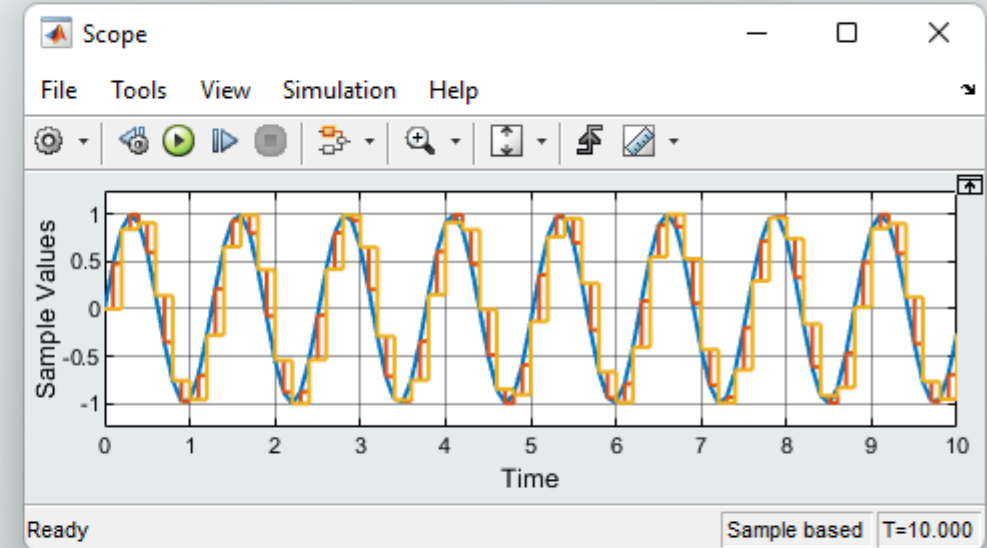 Scope
File Tools View Simulation Help
Sample Values
1
0.5
0
-0.5
-1
0 1 2 3 4 5 6 7 8 9 10
Time
Ready Sample based T=10.000